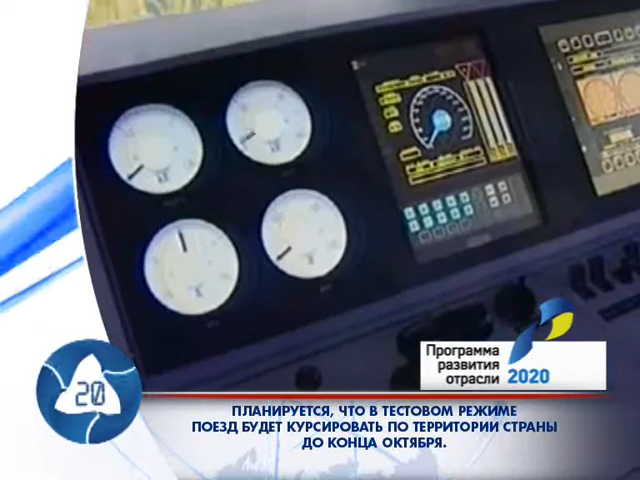 Программа
развития
отрасли 2020
20
ПЛАНИРУЕТСЯ, ЧТО В ТЕСТОВОМ РЕЖИМЕ
ПОЕЗД БУДЕТ КУРСИРОВАТЬ ПО ТЕРРИТОРИИ СТРАНЫ
ДО КОНЦА ОКТЯБРЯ.